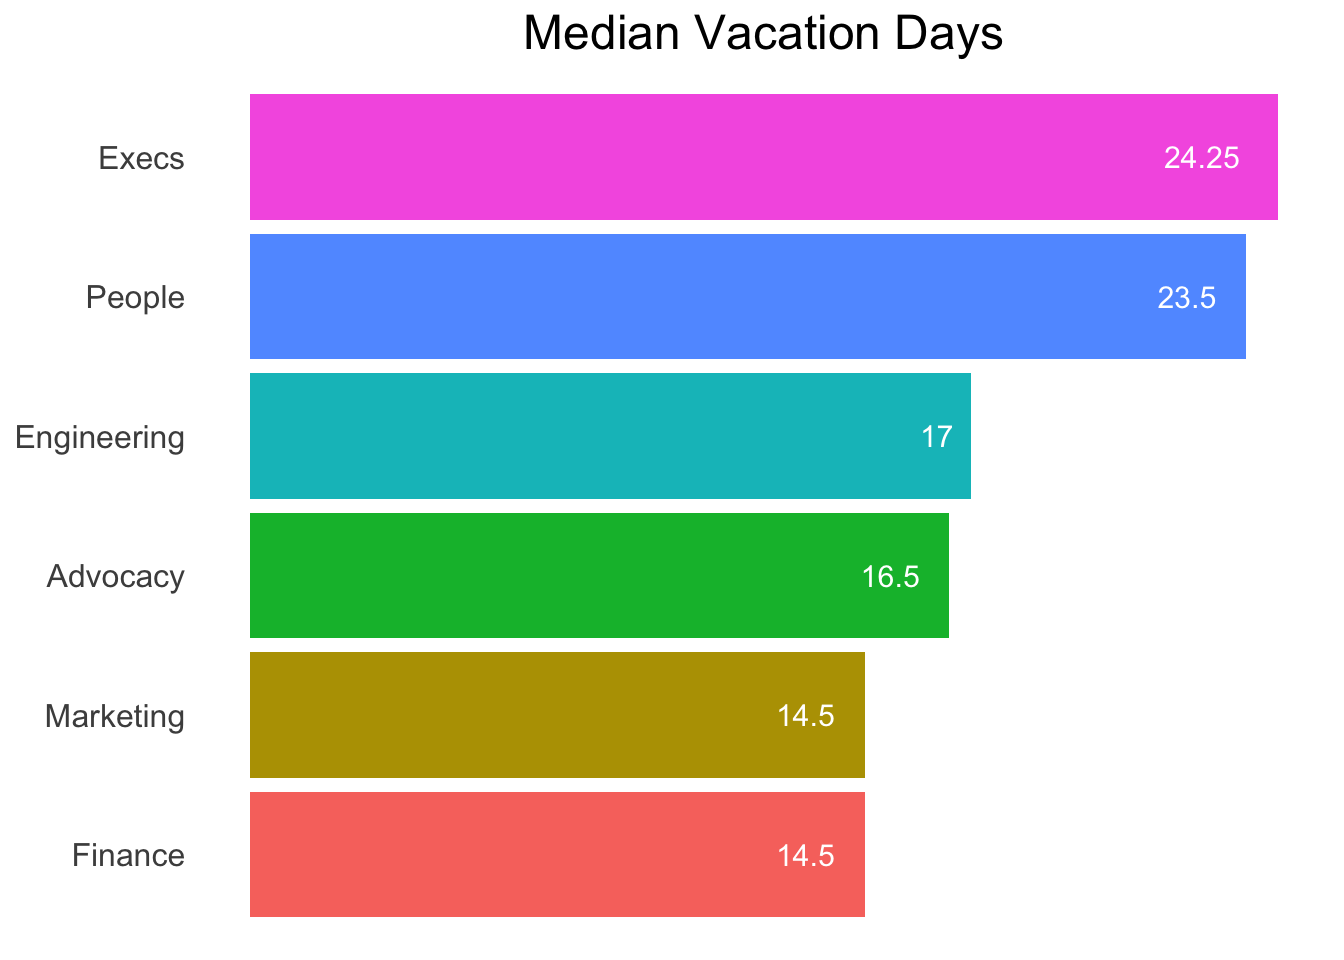 Median Vacation Days
Execs 24.25
People 23.5
Engineering 17
Advocacy 16.5
Marketing 14.5
Finance 14.5